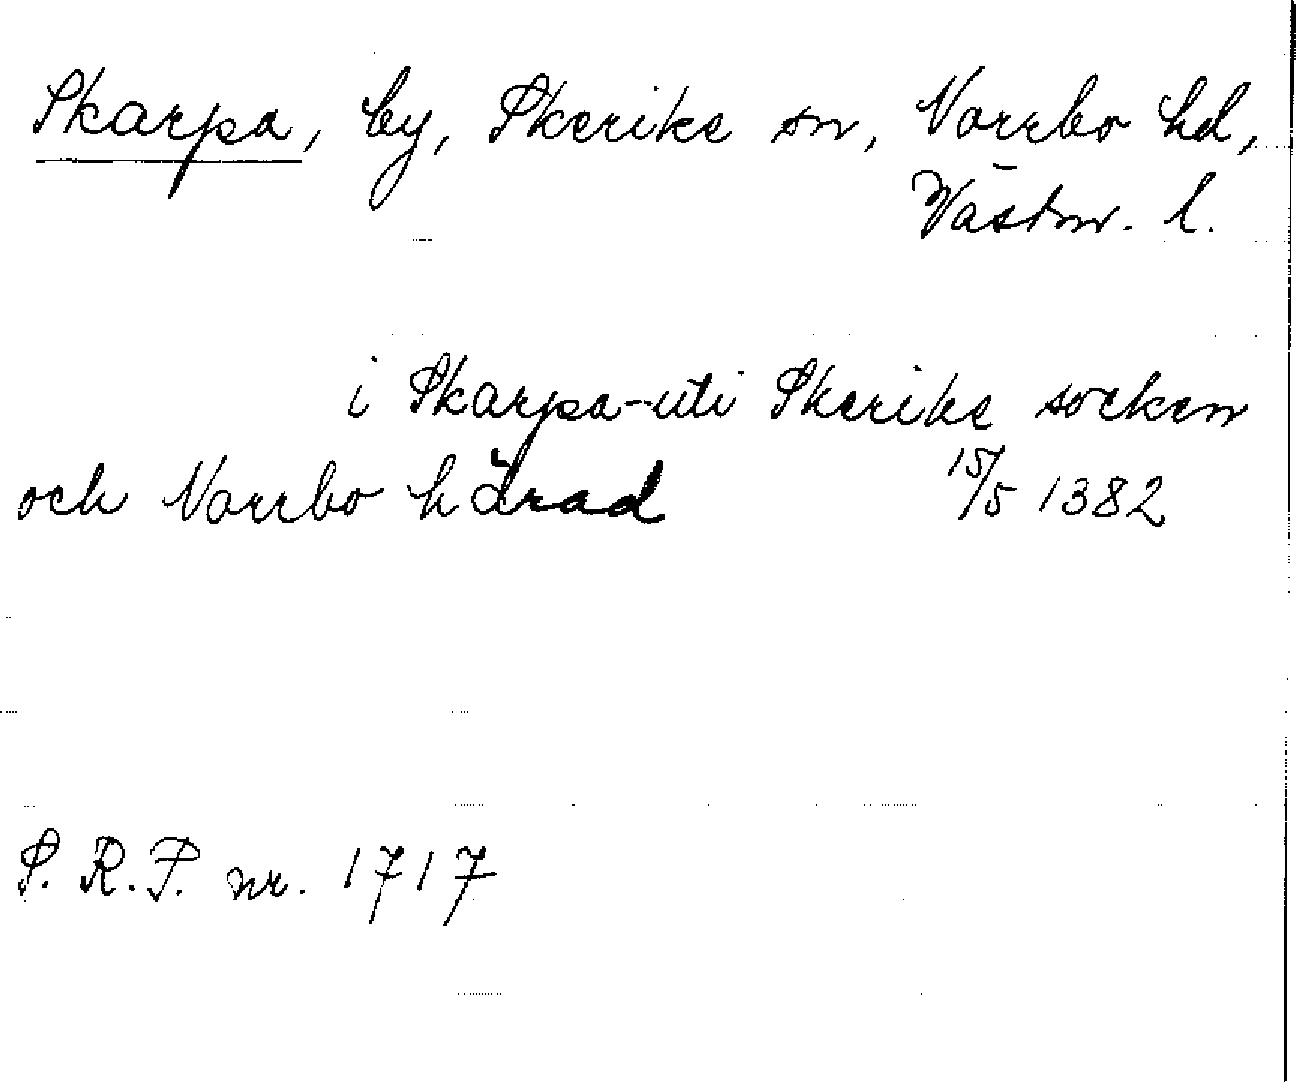 Skarpa, by, Skerike sn, Norrbo hd,
Västm. l.
i Skarpa-uti Skerike socken
och Norrbo härad 15/5 1382
S. R. P. nr. 1717